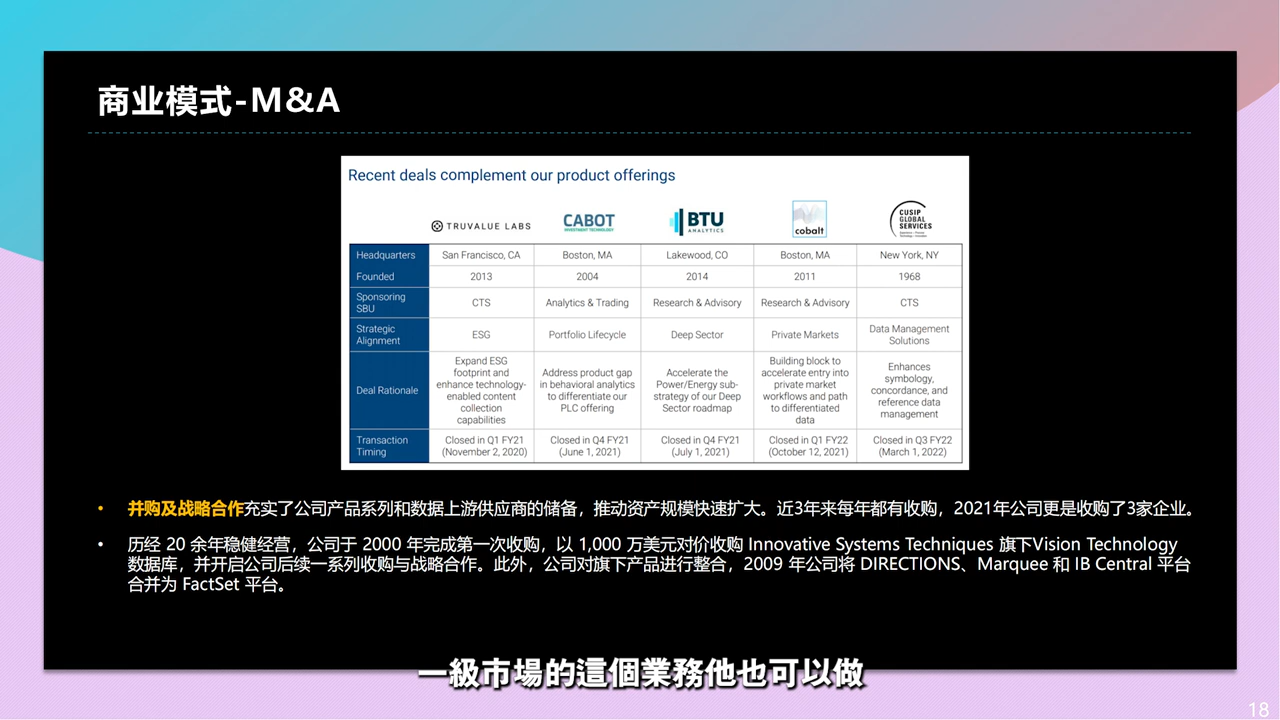 商业模式-M&A
Recent deals complement our product offerings
TRUVALUE LABS
CABOT
INVESTMENT TECHNOLOGY
BTU
ANALYTICS
cobalt
CUSIP
GLOBAL
SERVICES
Headquarters
San Francisco, CA
Boston, MA
Lakewood, CO
Boston, MA
New York, NY
Founded
2013
2004
2014
2011
1968
Sponsoring
SBU
CTS
Analytics & Trading
Research & Advisory
Research & Advisory
CTS
Strategic
Alignment
ESG
Portfolio Lifecycle
Deep Sector
Private Markets
Data Management
Solutions
Deal Rationale
Expand ESG
footprint and
enhance technology-
enabled content
collection
capabilities
Address product gap
in behavioral analytics
to differentiate our
PLC offering
Accelerate the
Power/Energy sub-
strategy of our Deep
Sector roadmap
Building block to
accelerate entry into
private market
workflows and path
to differentiated
data
Enhances
symbology,
concordance, and
reference data
management
Transaction
Timing
Closed in Q1 FY21
(November 2, 2020)
Closed in Q4 FY21
(June 1, 2021)
Closed in Q4 FY21
(July 1, 2021)
Closed in Q1 FY22
(October 12, 2021)
Closed in Q3 FY22
(March 1, 2022)
• 并购及战略合作充实了公司产品系列和数据上游供应商的储备，推动资产规模快速扩大。近3年来每年都有收购，2021年公司更是收购了3家企业。
• 历经 20 余年稳健经营，公司于 2000 年完成第一次收购，以 1,000 万美元对价收购 Innovative Systems Techniques 旗下Vision Technology
数据库，并开启公司后续一系列收购与战略合作。此外，公司对旗下产品进行整合，2009 年公司将 DIRECTIONS、Marquee 和 IB Central 平台
合并为 FactSet 平台。
一級市場的這個業務他也可以做
18